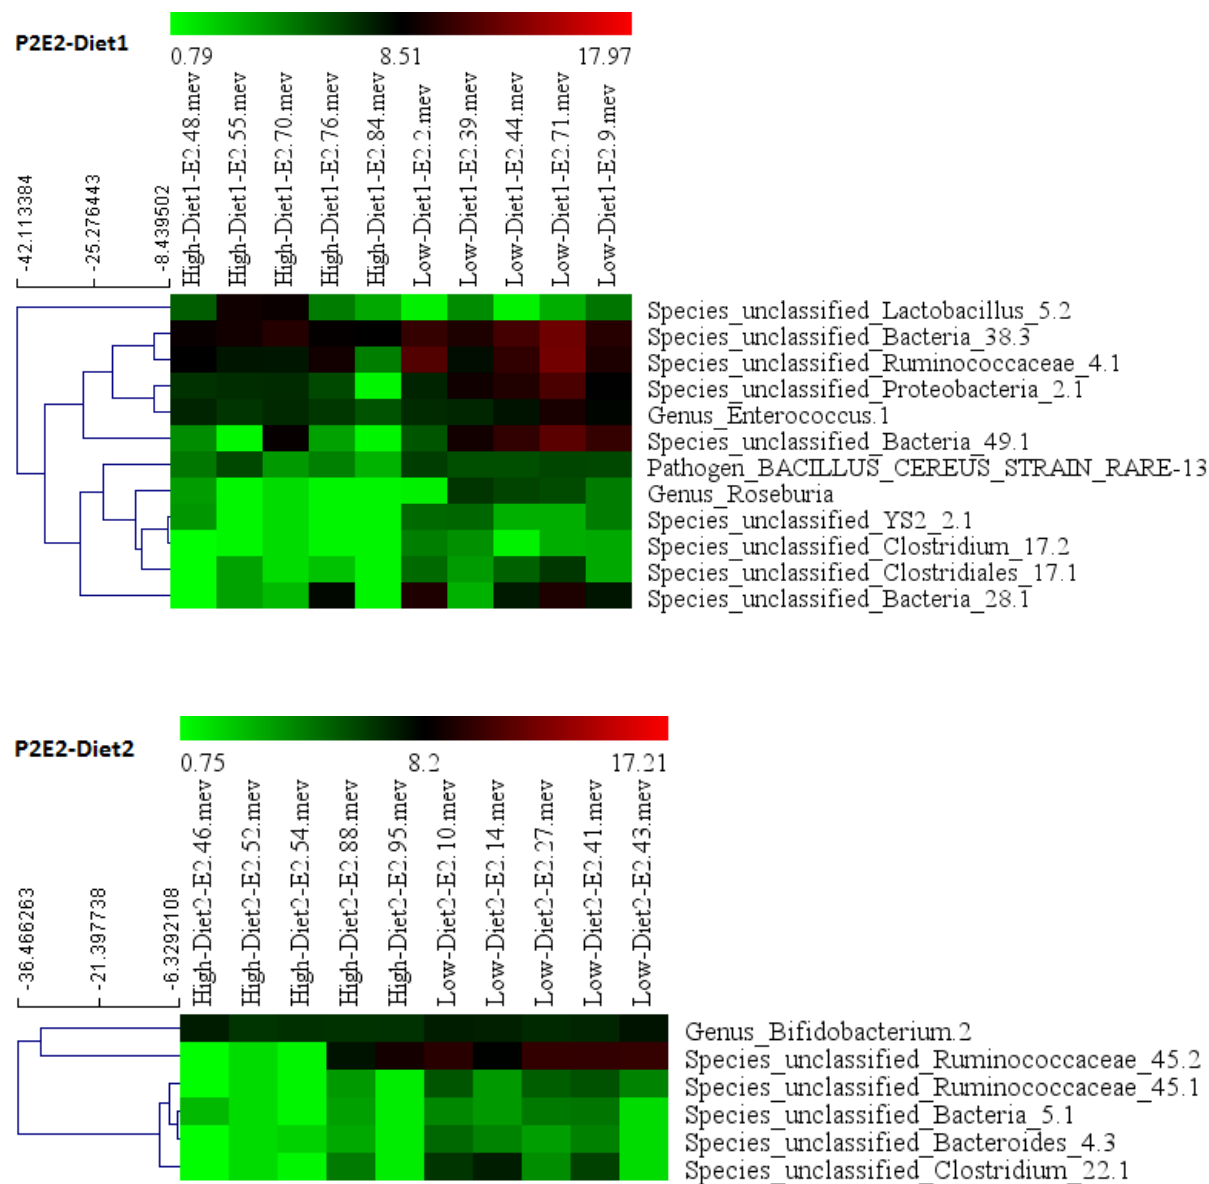 P2E2-Diet1
0.79 8.51 17.97
-42.113384
-25.276443
-8.439502
High-Diet1-E2.48.mev
High-Diet1-E2.55.mev
High-Diet1-E2.70.mev
High-Diet1-E2.76.mev
High-Diet1-E2.84.mev
Low-Diet1-E2.2.mev
Low-Diet1-E2.39.mev
Low-Diet1-E2.44.mev
Low-Diet1-E2.71.mev
Low-Diet1-E2.9.mev
Species_unclassified_Lactobacillus_5.2
Species_unclassified_Bacteria_38.3
Species_unclassified_Ruminococcaceae_4.1
Species_unclassified_Proteobacteria_2.1
Genus_Enterococcus.1
Species_unclassified_Bacteria_49.1
Pathogen_BACILLUS_CEREUS_STRAIN_RARE-13
Genus_Roseburia
Species_unclassified_YS2_2.1
Species_unclassified_Clostridium_17.2
Species_unclassified_Clostridiales_17.1
Species_unclassified_Bacteria_28.1
P2E2-Diet2
0.75 8.2 17.21
-36.466263
-21.397738
-6.3292108
High-Diet2-E2.46.mev
High-Diet2-E2.52.mev
High-Diet2-E2.54.mev
High-Diet2-E2.88.mev
High-Diet2-E2.95.mev
Low-Diet2-E2.10.mev
Low-Diet2-E2.14.mev
Low-Diet2-E2.27.mev
Low-Diet2-E2.41.mev
Low-Diet2-E2.43.mev
Genus_Bifidobacterium.2
Species_unclassified_Ruminococcaceae_45.2
Species_unclassified_Ruminococcaceae_45.1
Species_unclassified_Bacteria_5.1
Species_unclassified_Bacteroides_4.3
Species_unclassified_Clostridium_22.1